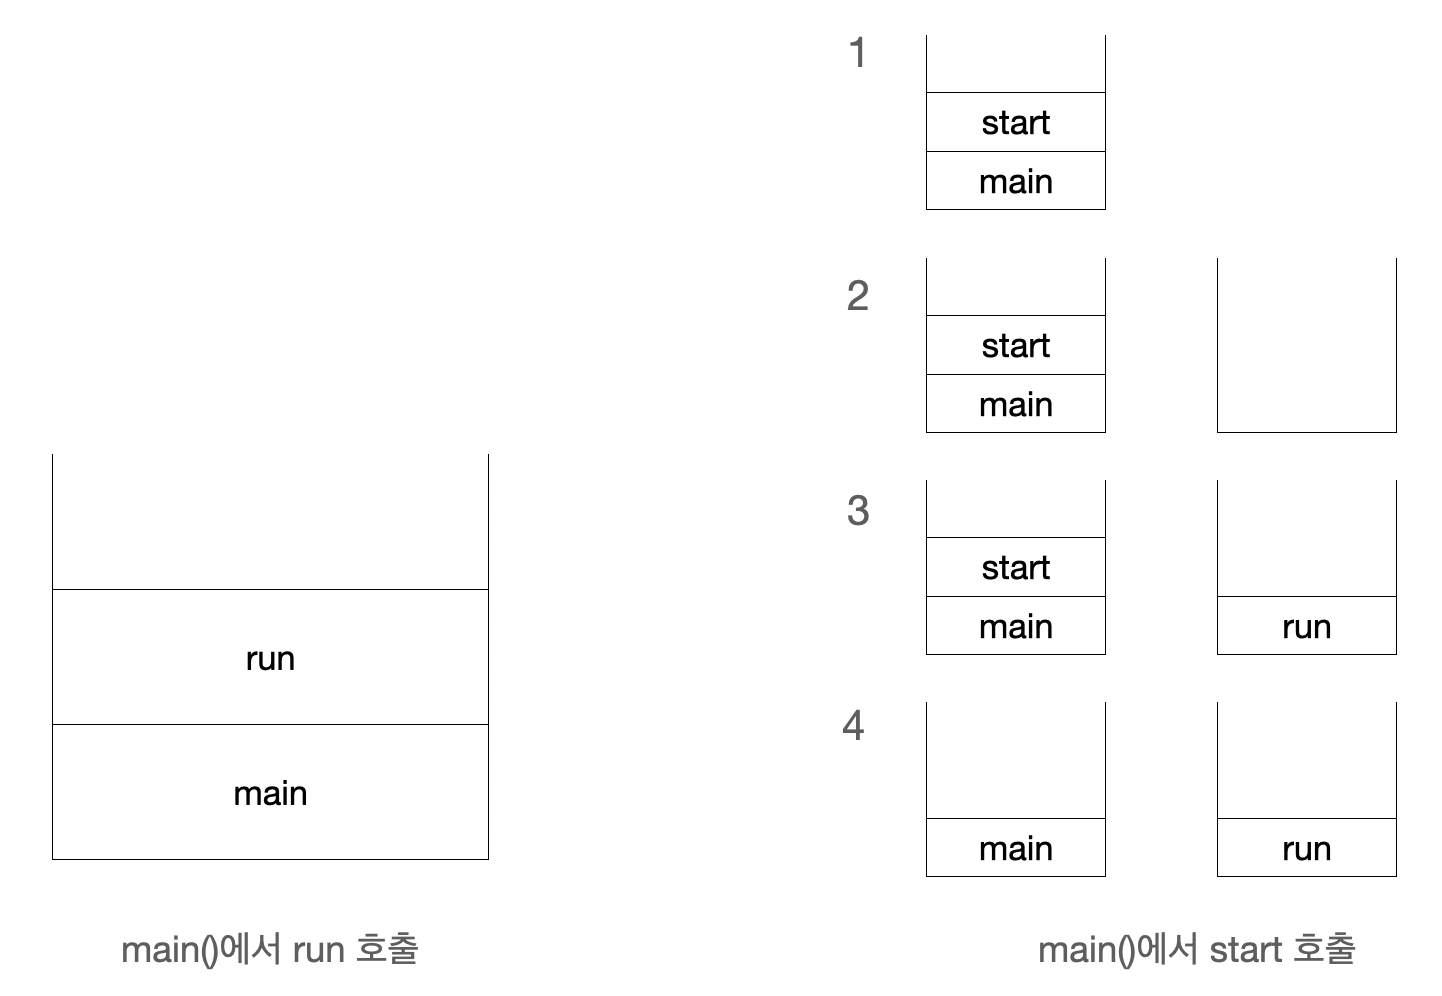 run
main
main()에서 run 호출
1
start
main
2
start
main
3
start
main
run
4
main
run
main()에서 start 호출